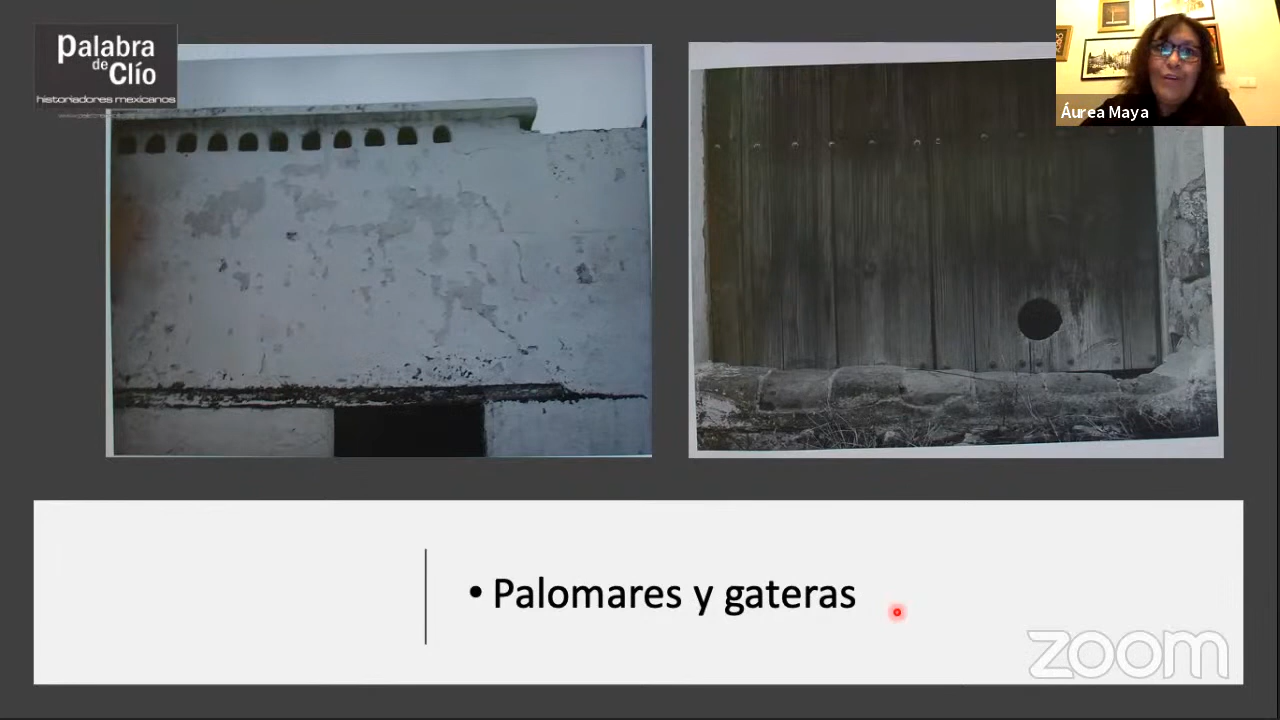 Palabra
de
Clío
historiadores mexicanos
Áurea Maya
• Palomares y gateras
zoom